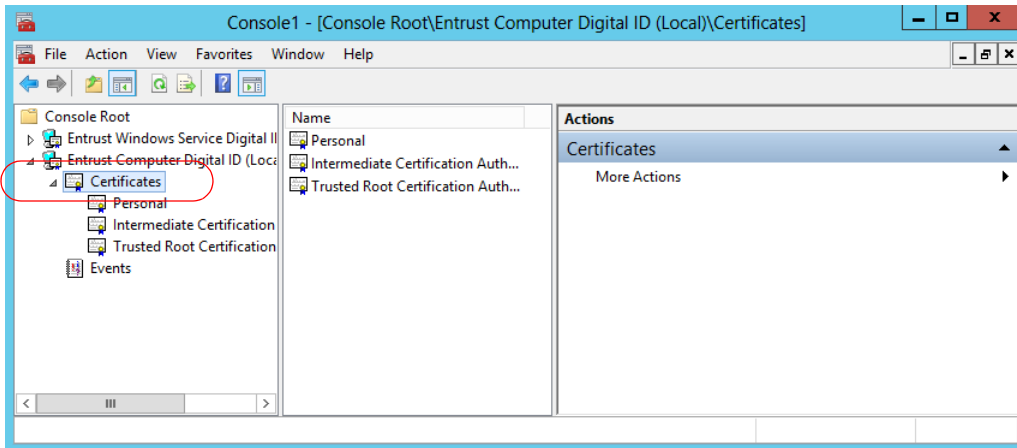 Console1 - [Console Root\Entrust Computer Digital ID (Local)\Certificates]
File Action View Favorites Window Help
Console Root
Entrust Windows Service Digital II
Entrust Computer Digital ID (Loca
Certificates
Personal
Intermediate Certification
Trusted Root Certification
Events
Name
Personal
Intermediate Certification Auth...
Trusted Root Certification Auth...
Actions
Certificates
More Actions